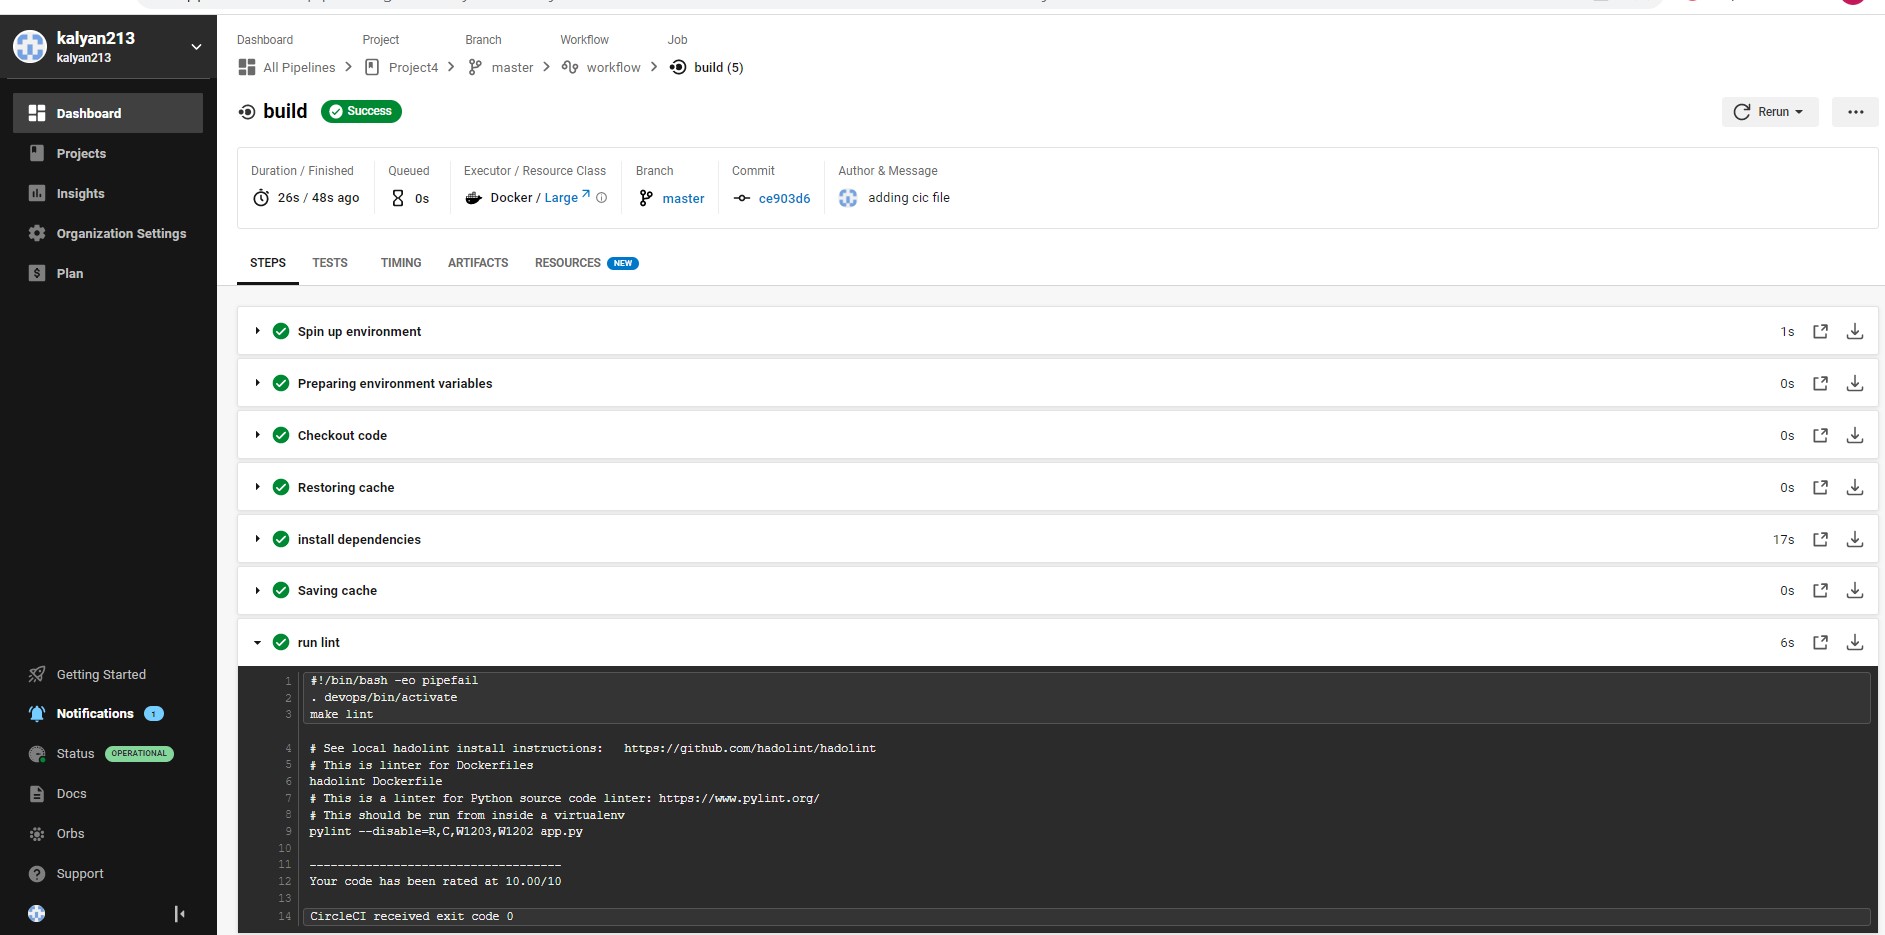 kalyan213
kalyan213
Dashboard
Projects
Insights
Organization Settings
Plan
Getting Started
Notifications 1
Status OPERATIONAL
Docs
Orbs
Support
Dashboard Project Branch Workflow Job
All Pipelines Project4 master workflow build (5)
build Success
Rerun
Duration / Finished Queued Executor / Resource Class Branch Commit Author & Message
26s / 48s ago 0s Docker / Large master ce903d6 adding cic file
STEPS TESTS TIMING ARTIFACTS RESOURCES NEW
Spin up environment 1s
Preparing environment variables 0s
Checkout code 0s
Restoring cache 0s
install dependencies 17s
Saving cache 0s
run lint 6s
1 #!/bin/bash -eo pipefail
2 . devops/bin/activate
3 make lint
4 # See local hadolint install instructions:   https://github.com/hadolint/hadolint
5 # This is linter for Dockerfiles
6 hadolint Dockerfile
7 # This is a linter for Python source code linter: https://www.pylint.org/
8 # This should be run from inside a virtualenv
9 pylint --disable=R,C,W1203,W1202 app.py
10
11 ------------------------------------
12 Your code has been rated at 10.00/10
13
14 CircleCI received exit code 0